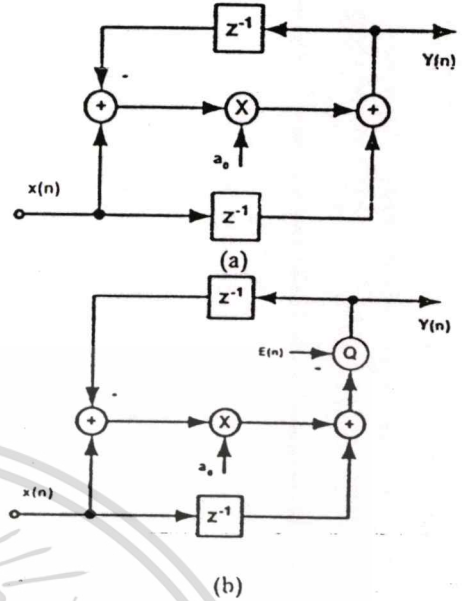 Z⁻¹
Y(n)
-
+
X
+
a₀
x(n)
Z⁻¹
(a)
Z⁻¹
Y(n)
E(n)
Q
-
-
+
X
+
a₀
x(n)
Z⁻¹
(b)